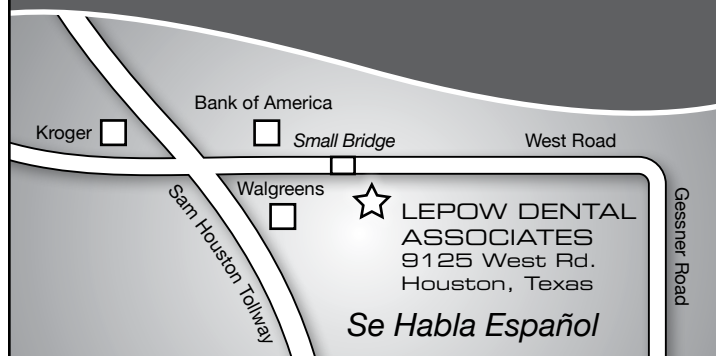 Bank of America
Kroger
Small Bridge
West Road
Walgreens
Sam Houston Tollway
Gessner Road
LEPOW DENTAL
ASSOCIATES
9125 West Rd.
Houston, Texas
Se Habla Español